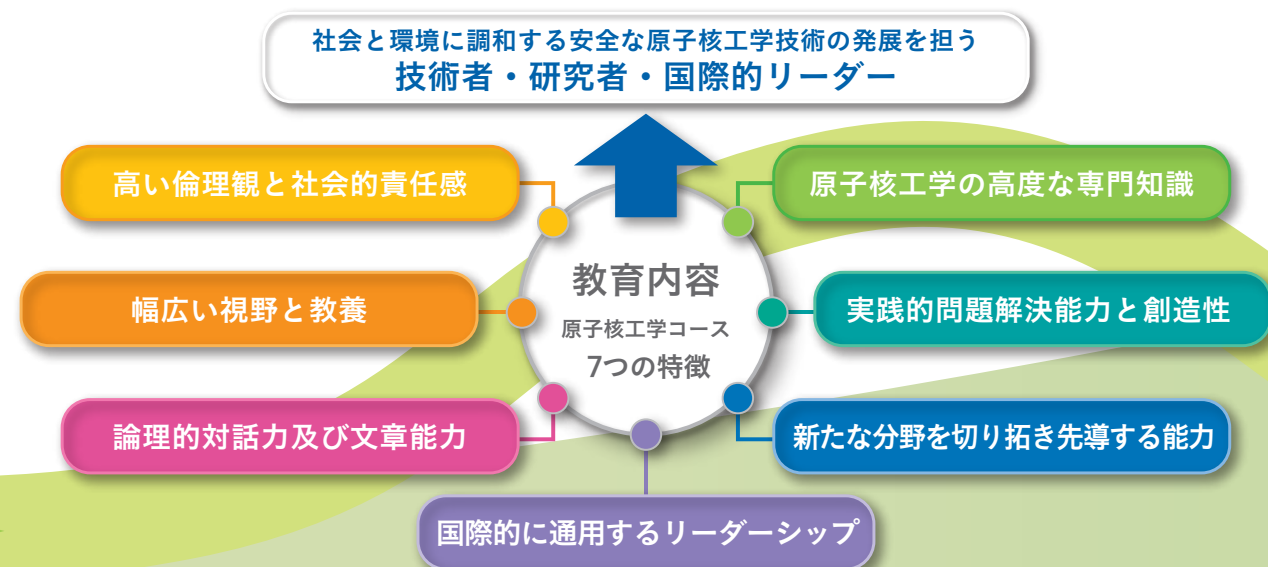 社会と環境に調和する安全な原子核工学技術の発展を担う
技術者・研究者・国際的リーダー
高い倫理観と社会的責任感
原子核工学の高度な専門知識
教育内容
原子核工学コース
7つの特徴
幅広い視野と教養
実践的問題解決能力と創造性
論理的対話力及び文章能力
新たな分野を切り拓き先導する能力
国際的に通用するリーダーシップ